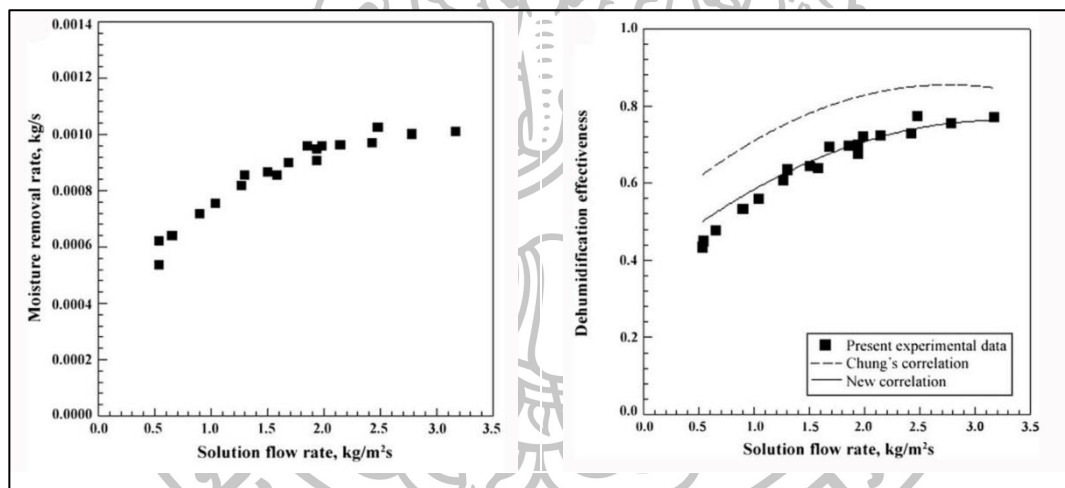 Moisture removal rate, kg/s
0.0014
0.0012
0.0010
0.0008
0.0006
0.0004
0.0002
0.0000
0.0 0.5 1.0 1.5 2.0 2.5 3.0 3.5
Solution flow rate, kg/m²s
Dehumidification effectiveness
1.0
0.8
0.6
0.4
0.2
0.0
Present experimental data
Chung's correlation
New correlation
0.0 0.5 1.0 1.5 2.0 2.5 3.0 3.5
Solution flow rate, kg/m²s